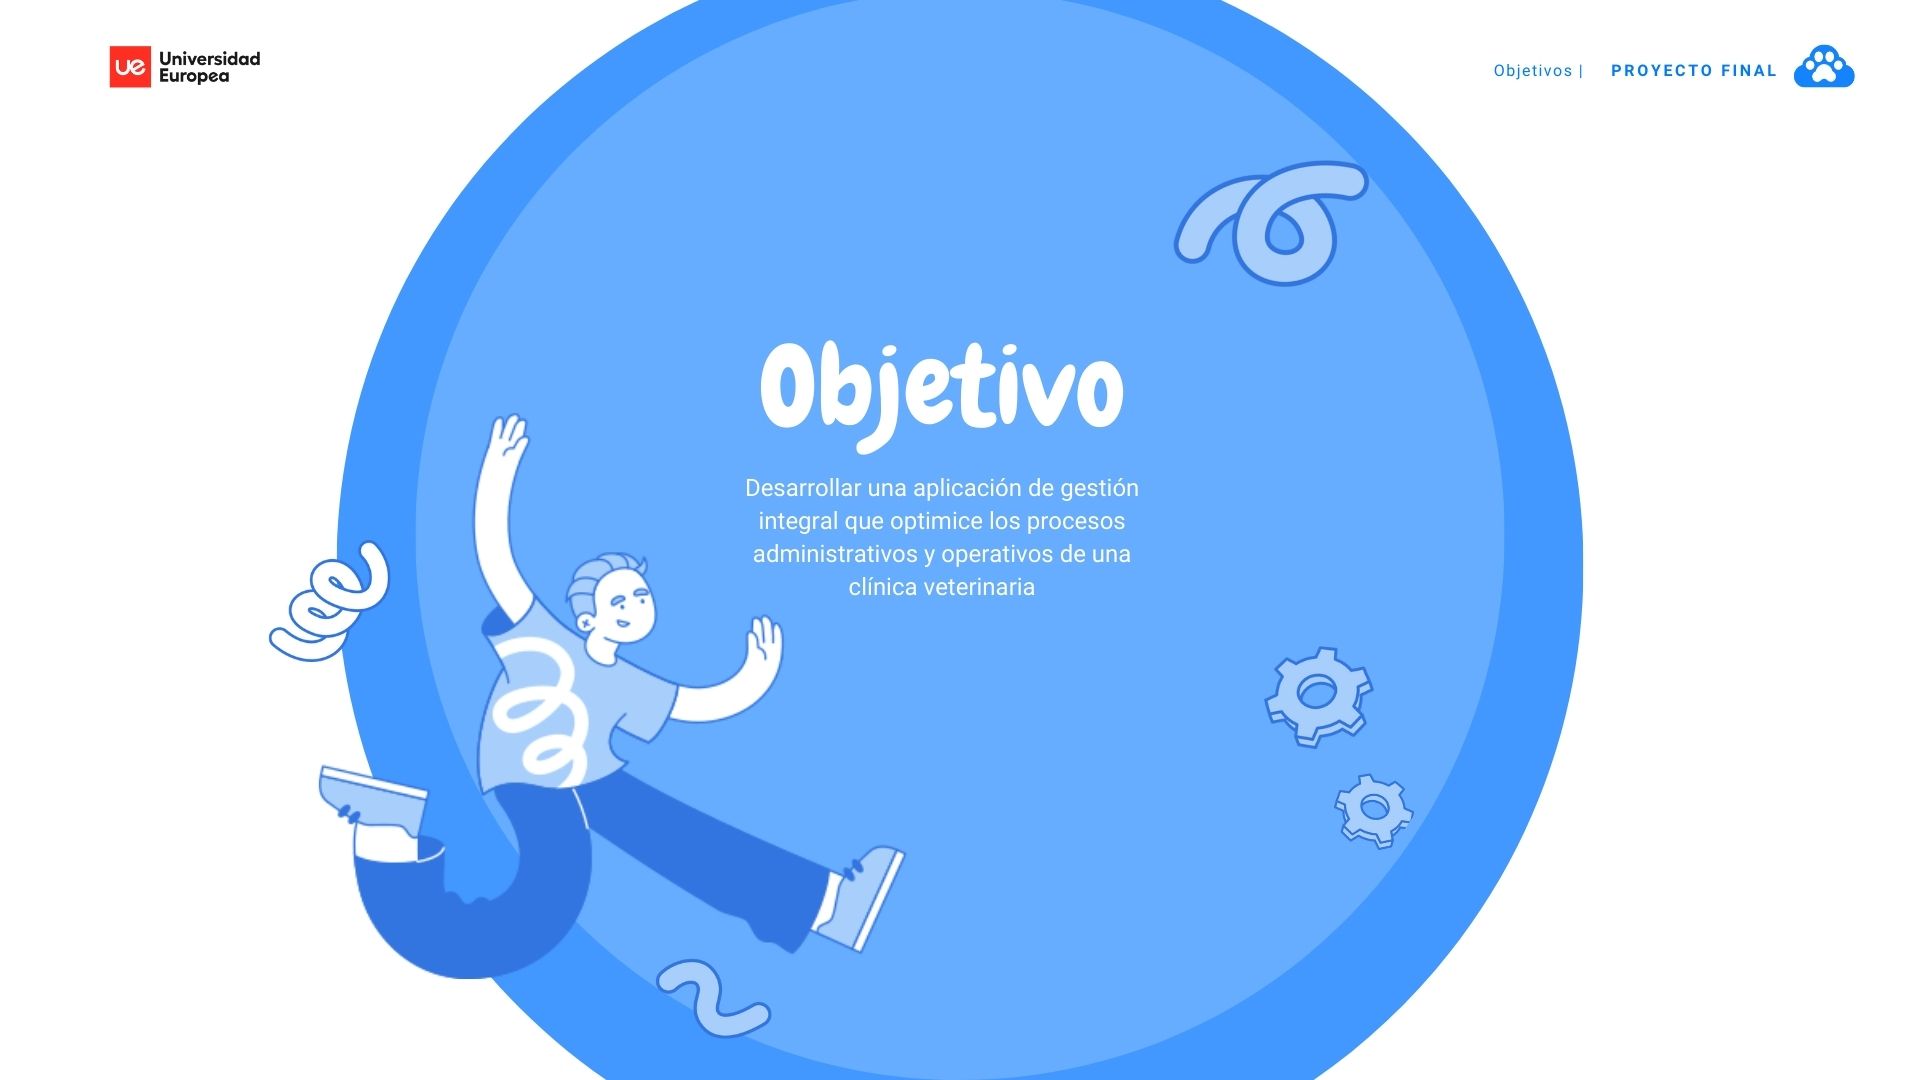 ue Universidad
Europea
Objetivos | PROYECTO FINAL
Objetivo
Desarrollar una aplicación de gestión
integral que optimice los procesos
administrativos y operativos de una
clínica veterinaria